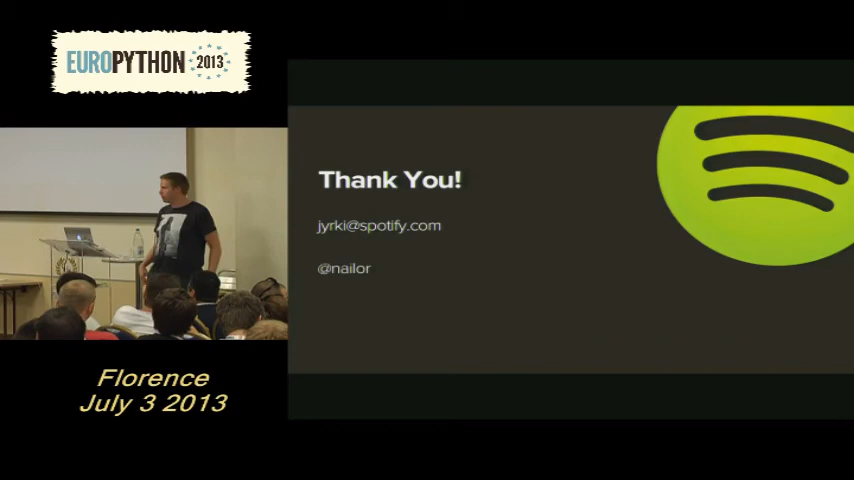 EUROPYTHON 2013
Thank You!
jyrki@spotify.com
@nailor
Florence
July 3 2013